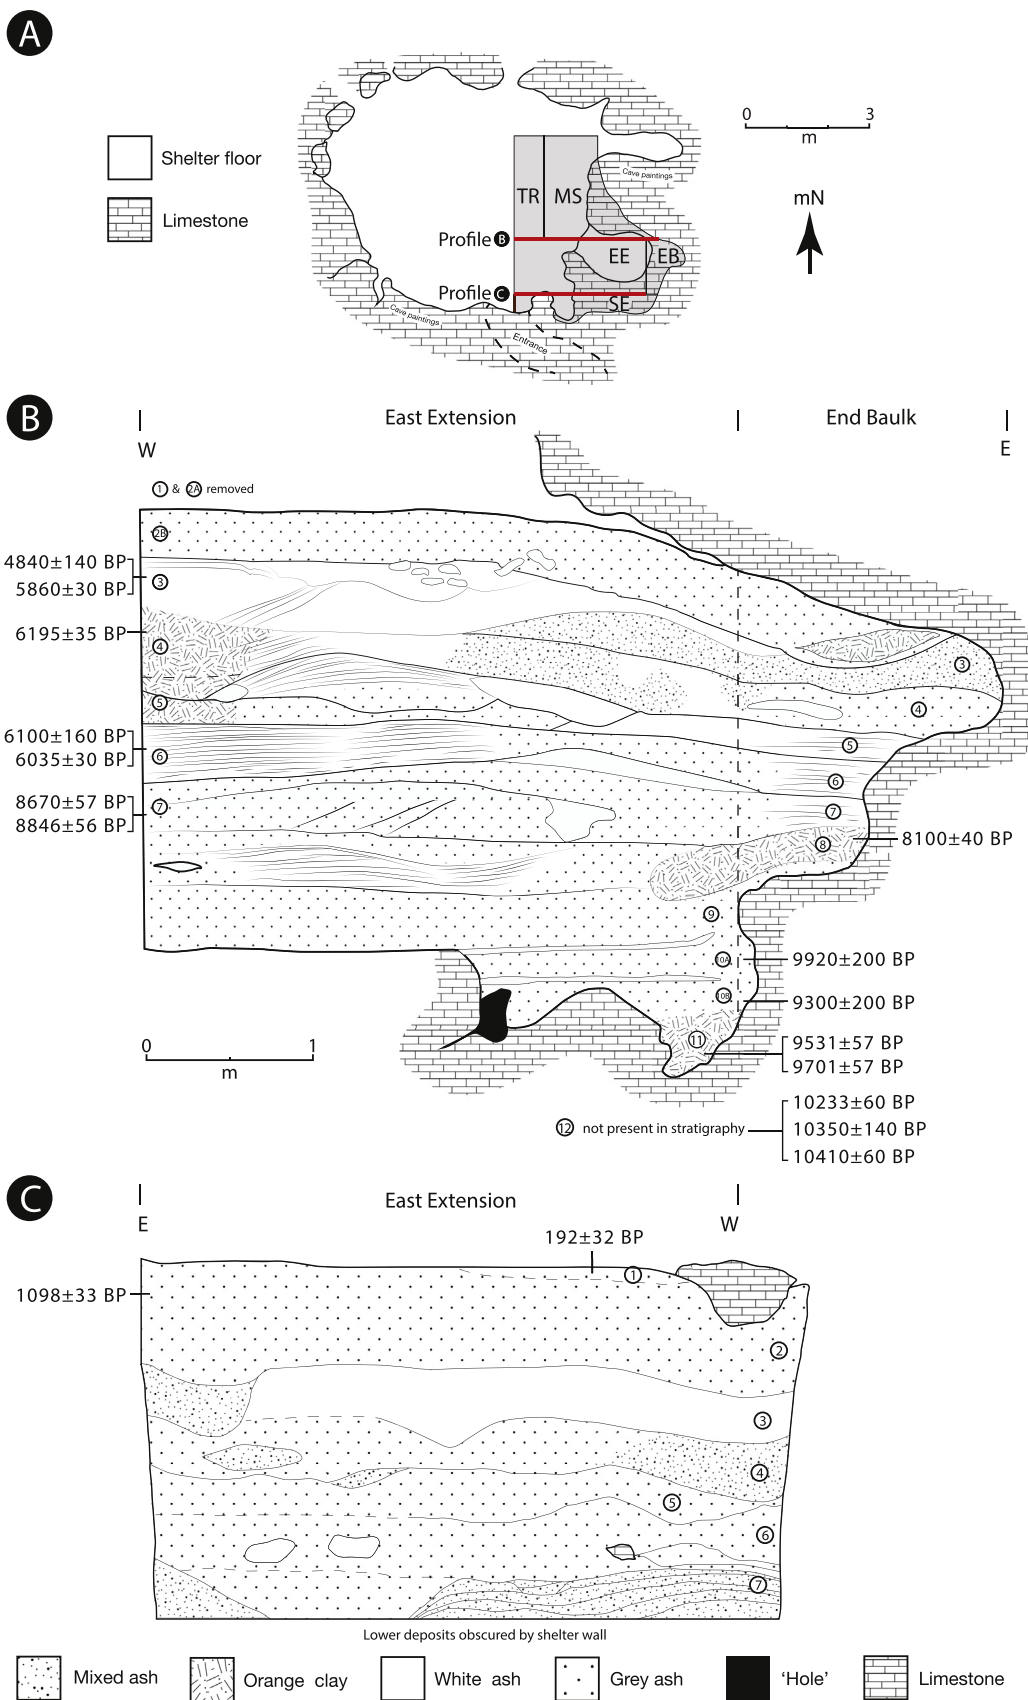 A
Shelter floor
Limestone
0 3
m
mN
TR MS
Cave paintings
Profile B
EE EB
Profile C
SE
Cave paintings
Entrance
B
East Extension End Baulk
W E
1 & 2A removed
2B
4840±140 BP
3
5860±30 BP
6195±35 BP
4
3
5
4
6100±160 BP
5
6035±30 BP
6
6
8670±57 BP
7
7
8846±56 BP
8
8100±40 BP
9
10A
9920±200 BP
10B
9300±200 BP
11
9531±57 BP
9701±57 BP
0 1
m
10233±60 BP
12 not present in stratigraphy
10350±140 BP
10410±60 BP
C
East Extension
E W
192±32 BP
1
1098±33 BP
2
3
4
5
6
7
Lower deposits obscured by shelter wall
Mixed ash
Orange clay
White ash
Grey ash
‘Hole’
Limestone